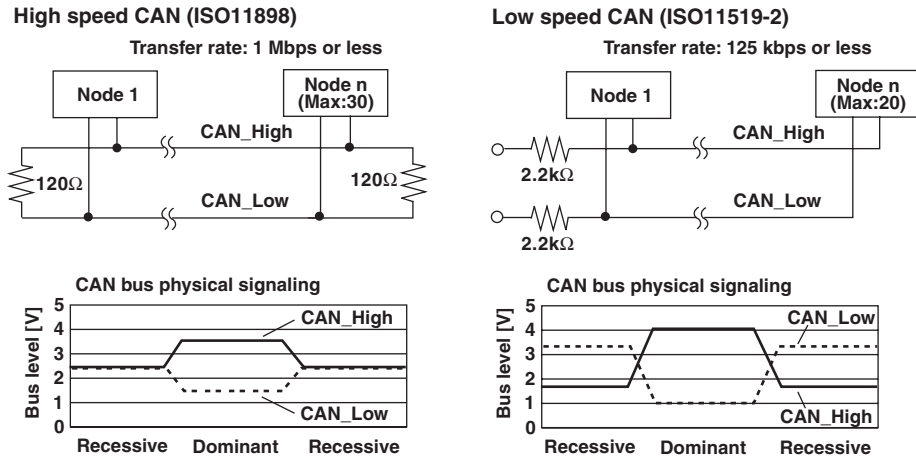 High speed CAN (ISO11898)
Transfer rate: 1 Mbps or less
Node 1
Node n
(Max:30)
CAN_High
120Ω
120Ω
CAN_Low
CAN bus physical signaling
Bus level [V]
5
4
3
2
1
0
CAN_High
CAN_Low
Recessive
Dominant
Recessive
Low speed CAN (ISO11519-2)
Transfer rate: 125 kbps or less
Node 1
Node n
(Max:20)
CAN_High
2.2kΩ
CAN_Low
2.2kΩ
CAN bus physical signaling
Bus level [V]
5
4
3
2
1
0
CAN_Low
CAN_High
Recessive
Dominant
Recessive